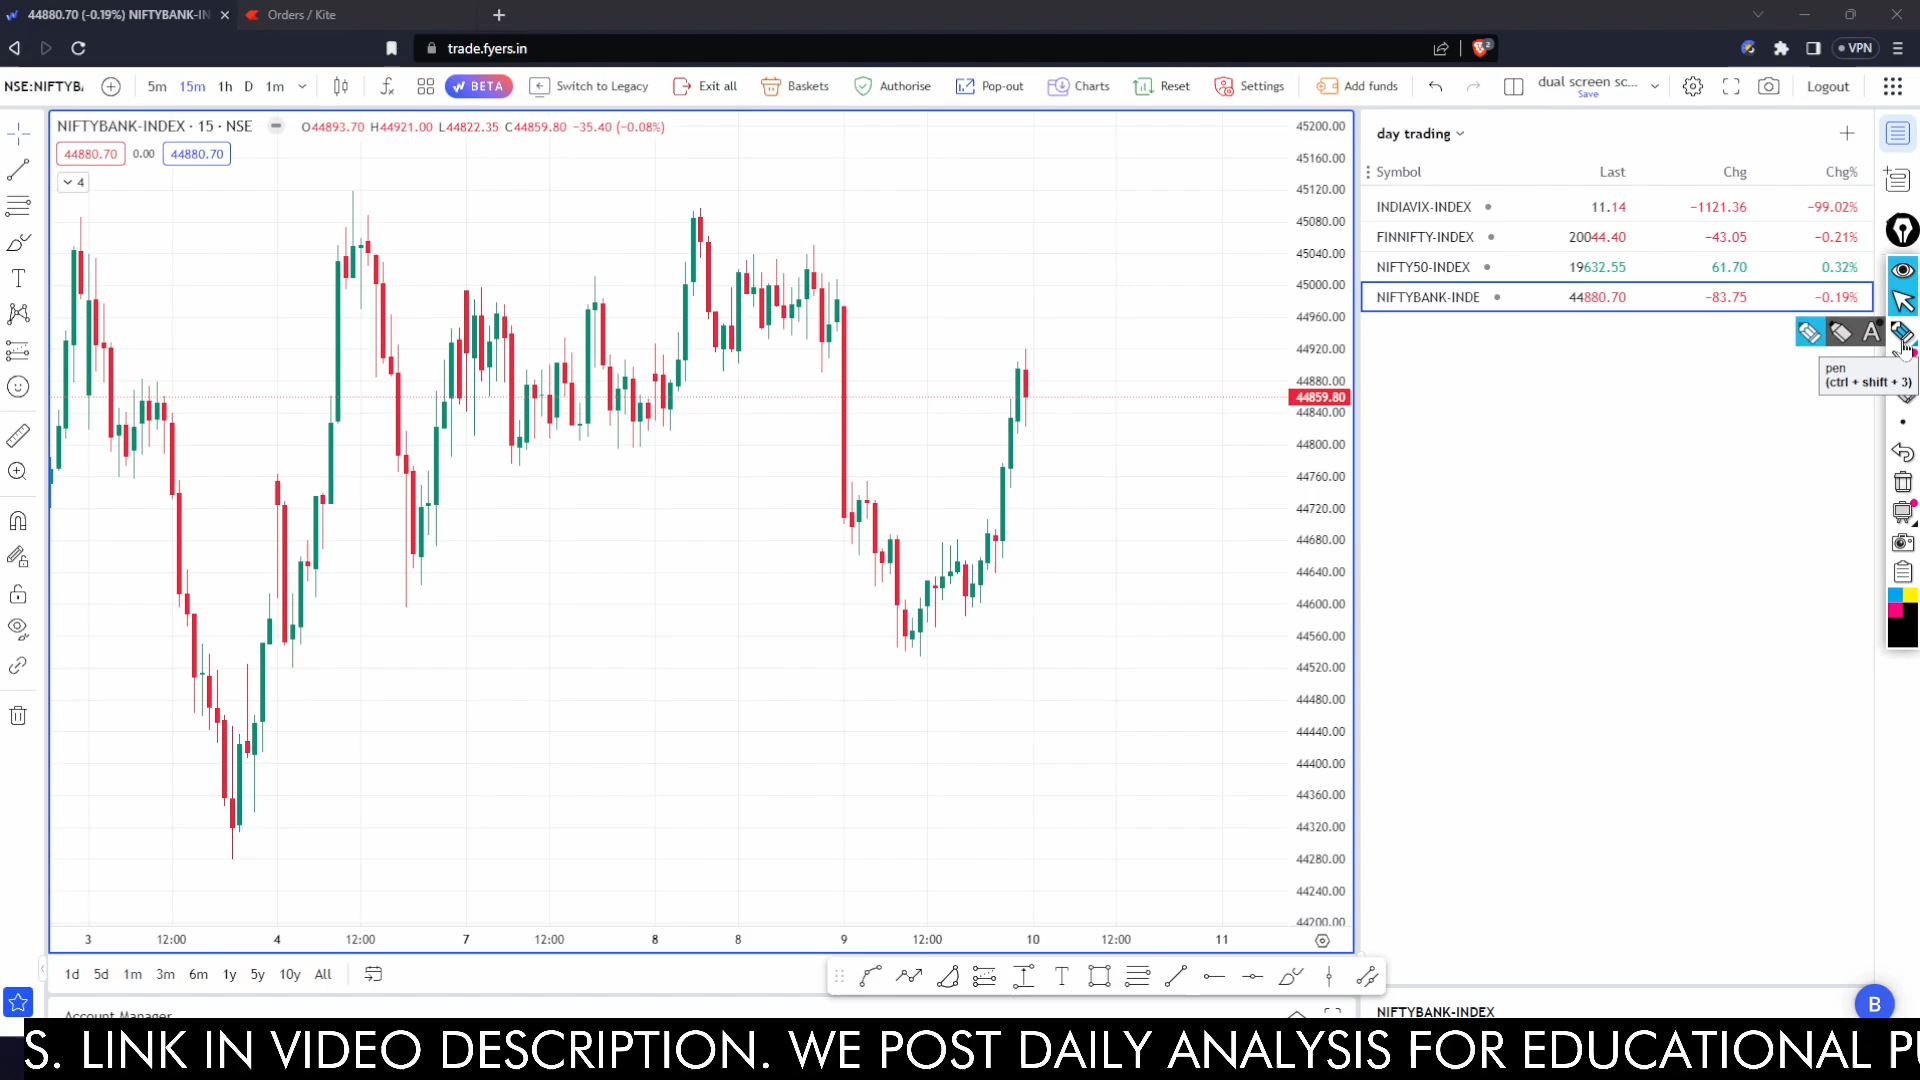 44880.70 (-0.19%) NIFTYBANK-IN
Orders / Kite
trade.fyers.in
2
VPN
NSE:NIFTYB
5m 15m 1h D 1m
BETA
Switch to Legacy
Exit all
Baskets
Authorise
Pop-out
Charts
Reset
Settings
Add funds
dual screen sc...
Save
Logout
NIFTYBANK-INDEX · 15 · NSE
O44893.70 H44921.00 L44822.35 C44859.80 −35.40 (−0.08%)
44880.70 0.00 44880.70
4
45200.00
45160.00
45120.00
45080.00
45040.00
45000.00
44960.00
44920.00
44880.00
44859.80
44840.00
44800.00
44760.00
44720.00
44680.00
44640.00
44600.00
44560.00
44520.00
44480.00
44440.00
44400.00
44360.00
44320.00
44280.00
44240.00
44200.00
3 12:00 4 12:00 7 12:00 8 8 9 12:00 10 12:00 11
day trading
Symbol Last Chg Chg%
INDIAVIX-INDEX 11.14 −1121.36 −99.02%
FINNIFTY-INDEX 20044.40 −43.05 −0.21%
NIFTY50-INDEX 19632.55 61.70 0.32%
NIFTYBANK-INDE 44880.70 −83.75 −0.19%
A
pen
(ctrl + shift + 3)
1d 5d 1m 3m 6m 1y 5y 10y All
T
B
Account Manager
NIFTYBANK-INDEX
S. LINK IN VIDEO DESCRIPTION. WE POST DAILY ANALYSIS FOR EDUCATIONAL PU